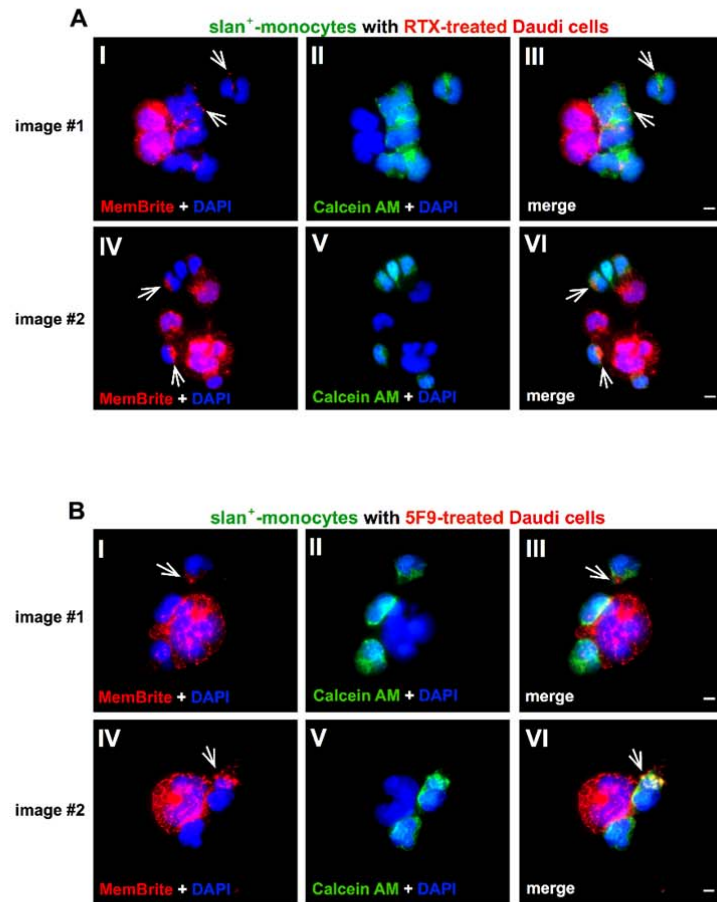 A
slan⁺-monocytes with RTX-treated Daudi cells
I
II
III
image #1
MemBrite + DAPI
Calcein AM + DAPI
merge
IV
V
VI
image #2
MemBrite + DAPI
Calcein AM + DAPI
merge
B
slan⁺-monocytes with 5F9-treated Daudi cells
I
II
III
image #1
MemBrite + DAPI
Calcein AM + DAPI
merge
IV
V
VI
image #2
MemBrite + DAPI
Calcein AM + DAPI
merge